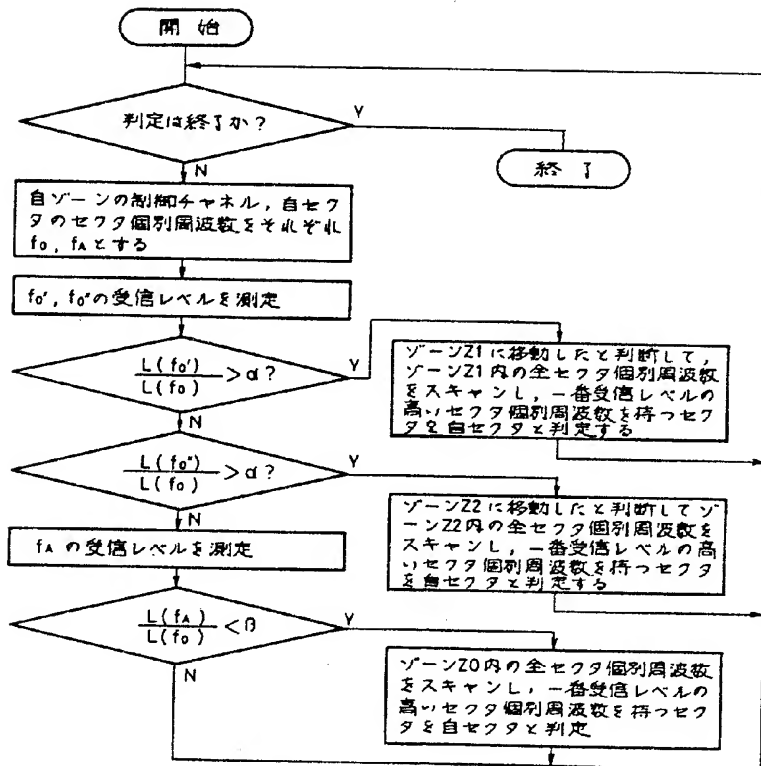 開始
判定は終了か?
Y
終了
N
自ゾーンの制御チャネル,自セク
タのセクタ個別周波数をそれぞれ
f₀, f_Aとする
f₀′, f₀″の受信レベルを測定
L(f₀′)
L(f₀) >α?
Y
ゾーンZ1に移動したと判断して,
ゾーンZ1内の全セクタ個別周波数
をスキャンし,一番受信レベルの
高いセクタ個別周波数を持つセク
タを自セクタと判定する
N
L(f₀″)
L(f₀) >α?
Y
ゾーンZ2に移動したと判断してゾ
ーンZ2内の全セクタ個別周波数を
スキャンし,一番受信レベルの高
いセクタ個別周波数を持つセクタ
を自セクタと判定する
N
f_Aの受信レベルを測定
L(f_A)
L(f₀) <β
Y
ゾーンZ0内の全セクタ個別周波数
をスキャンし,一番受信レベルの
高いセクタ個別周波数を持つセク
タを自セクタと判定
N